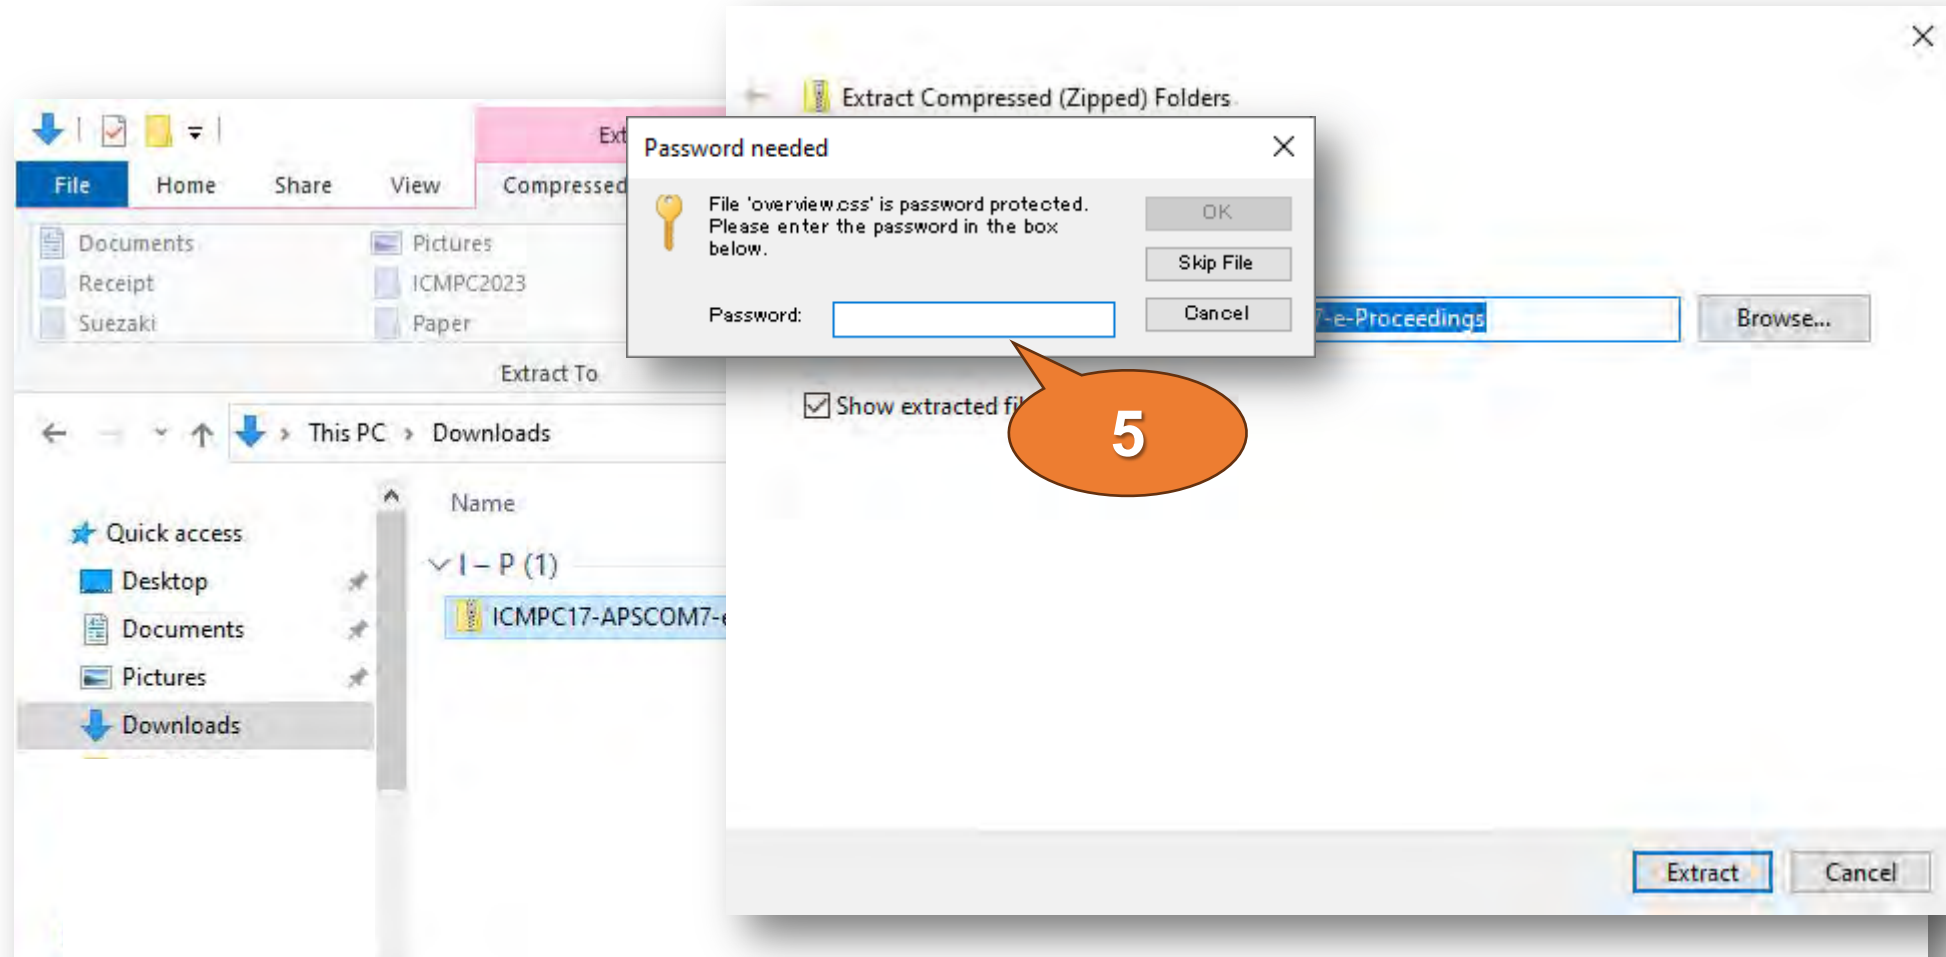 Extract Compressed (Zipped) Folders
Ext
File
Home
Share
View
Compressed
Documents
Pictures
Receipt
ICMPC2023
Suezaki
Paper
Extract To
Password needed
File 'overview.css' is password protected.
Please enter the password in the box
below.
OK
Skip File
Password:
Cancel
7-e-Proceedings
Browse...
Show extracted fil
5
This PC
Downloads
Name
Quick access
Desktop
Documents
Pictures
Downloads
I – P (1)
ICMPC17-APSCOM7-e
Extract
Cancel